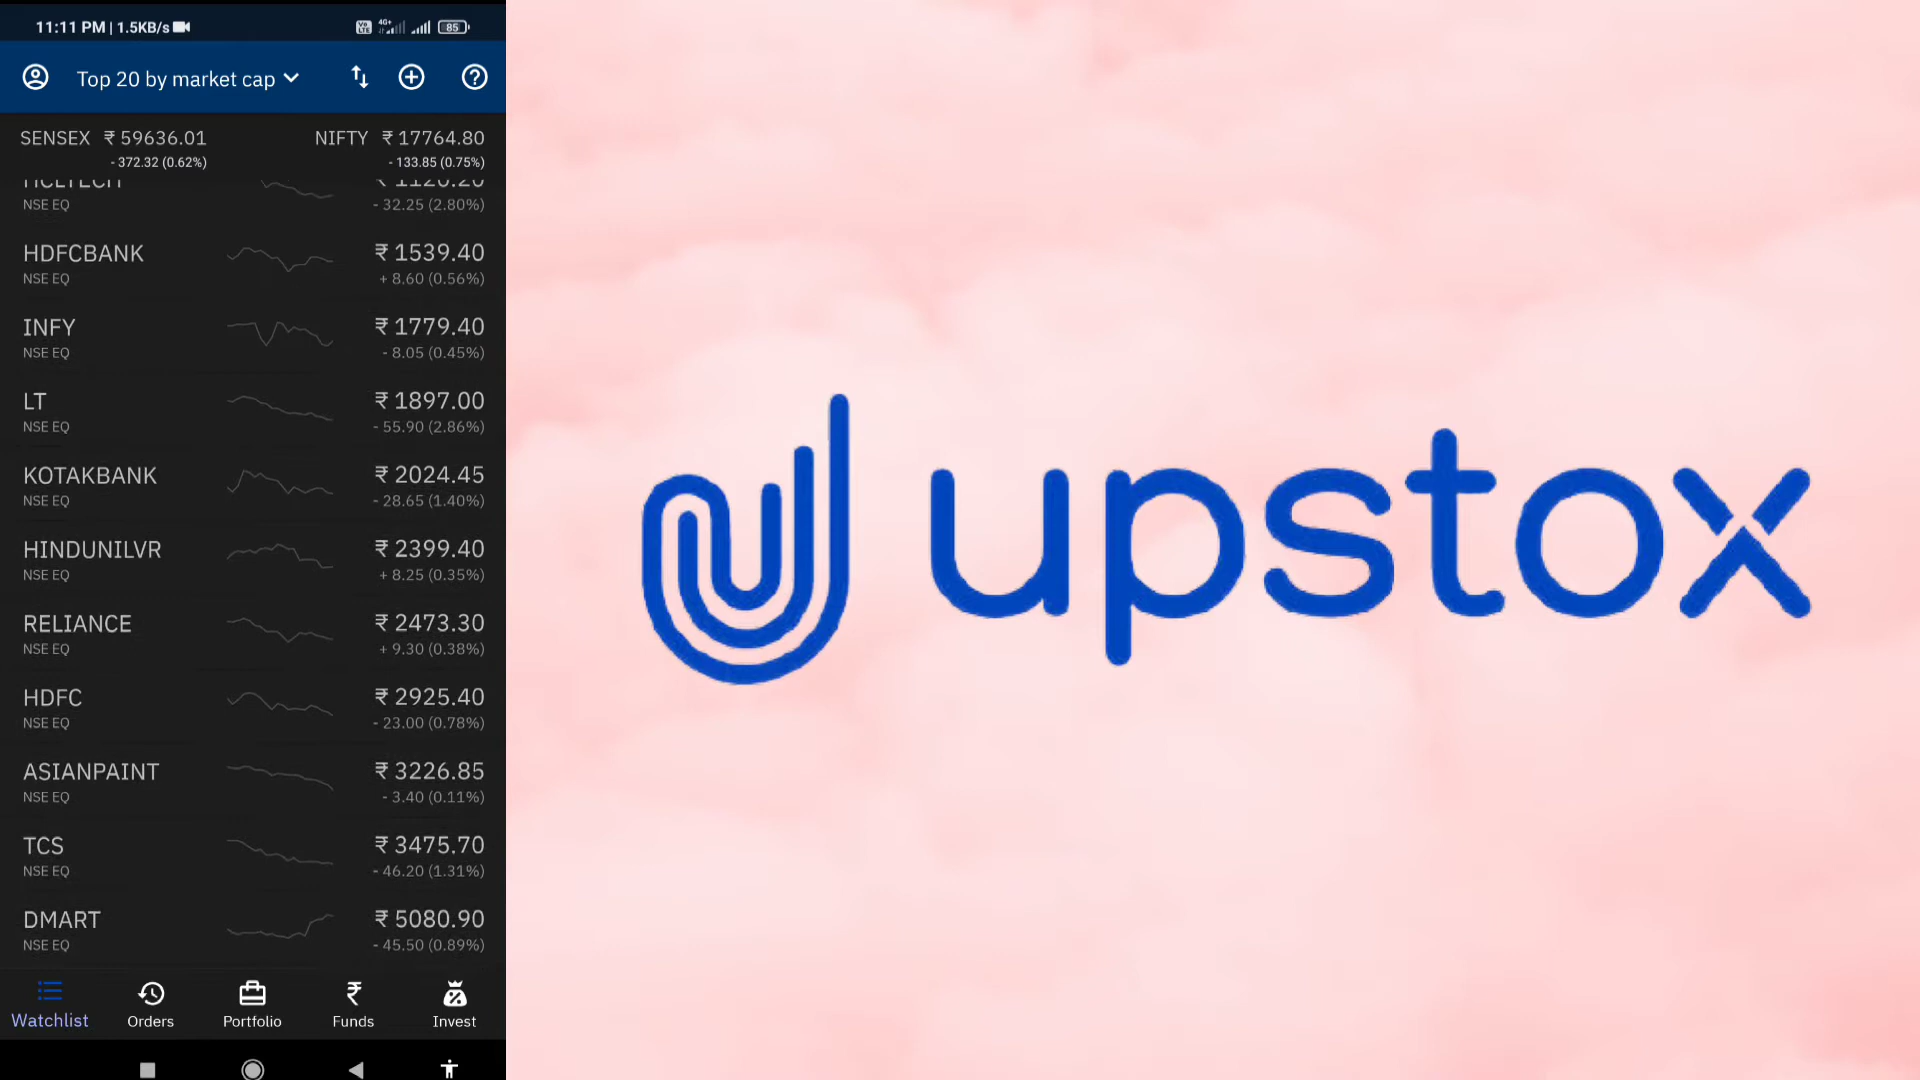 11:11 PM | 1.5KB/s
4G+
85
Top 20 by market cap
SENSEX ₹ 59636.01
- 372.32 (0.62%)
NIFTY ₹ 17764.80
- 133.85 (0.75%)
HCLTECH ₹ 1126.20
NSE EQ - 32.25 (2.80%)
HDFCBANK ₹ 1539.40
NSE EQ + 8.60 (0.56%)
INFY ₹ 1779.40
NSE EQ - 8.05 (0.45%)
LT ₹ 1897.00
NSE EQ - 55.90 (2.86%)
KOTAKBANK ₹ 2024.45
NSE EQ - 28.65 (1.40%)
HINDUNILVR ₹ 2399.40
NSE EQ + 8.25 (0.35%)
RELIANCE ₹ 2473.30
NSE EQ + 9.30 (0.38%)
HDFC ₹ 2925.40
NSE EQ - 23.00 (0.78%)
ASIANPAINT ₹ 3226.85
NSE EQ - 3.40 (0.11%)
TCS ₹ 3475.70
NSE EQ - 46.20 (1.31%)
DMART ₹ 5080.90
NSE EQ - 45.50 (0.89%)
Watchlist Orders Portfolio Funds Invest
upstox